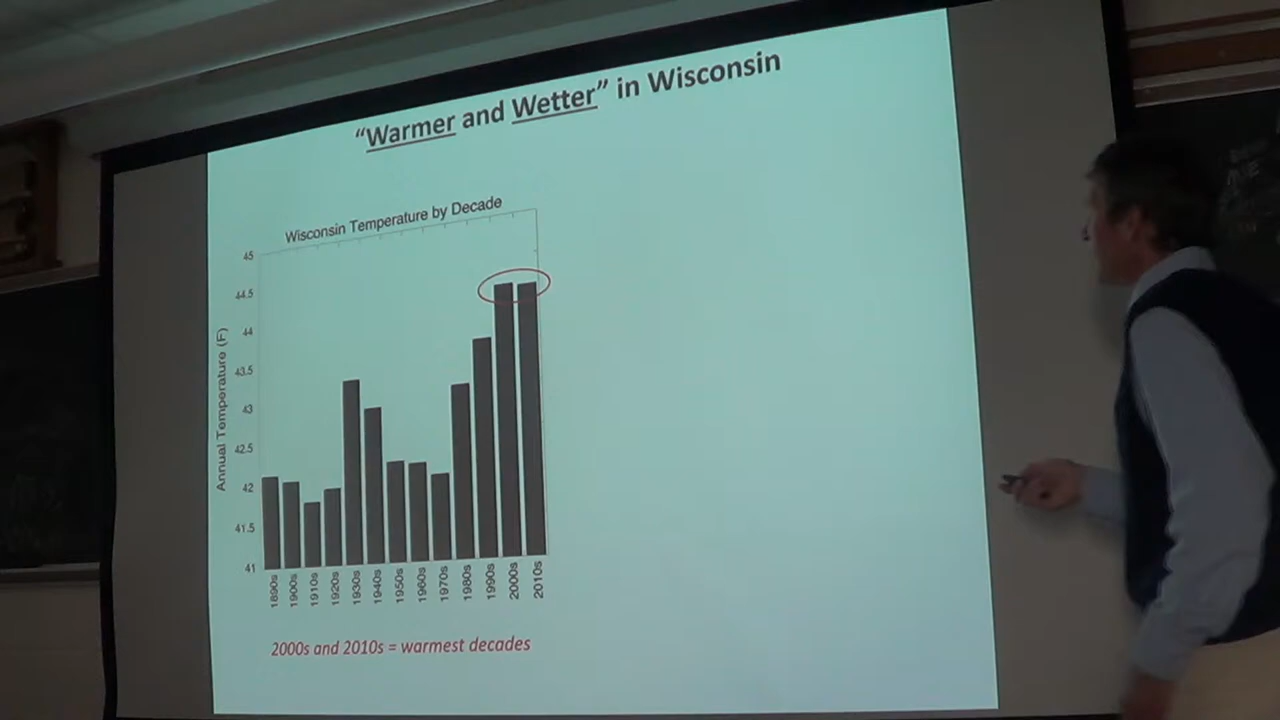 “Warmer and Wetter” in Wisconsin
Wisconsin Temperature by Decade
45
44.5
44
43.5
43
42.5
42
41.5
41
Annual Temperature (F)
1890s
1900s
1910s
1920s
1930s
1940s
1950s
1960s
1970s
1980s
1990s
2000s
2010s
2000s and 2010s = warmest decades